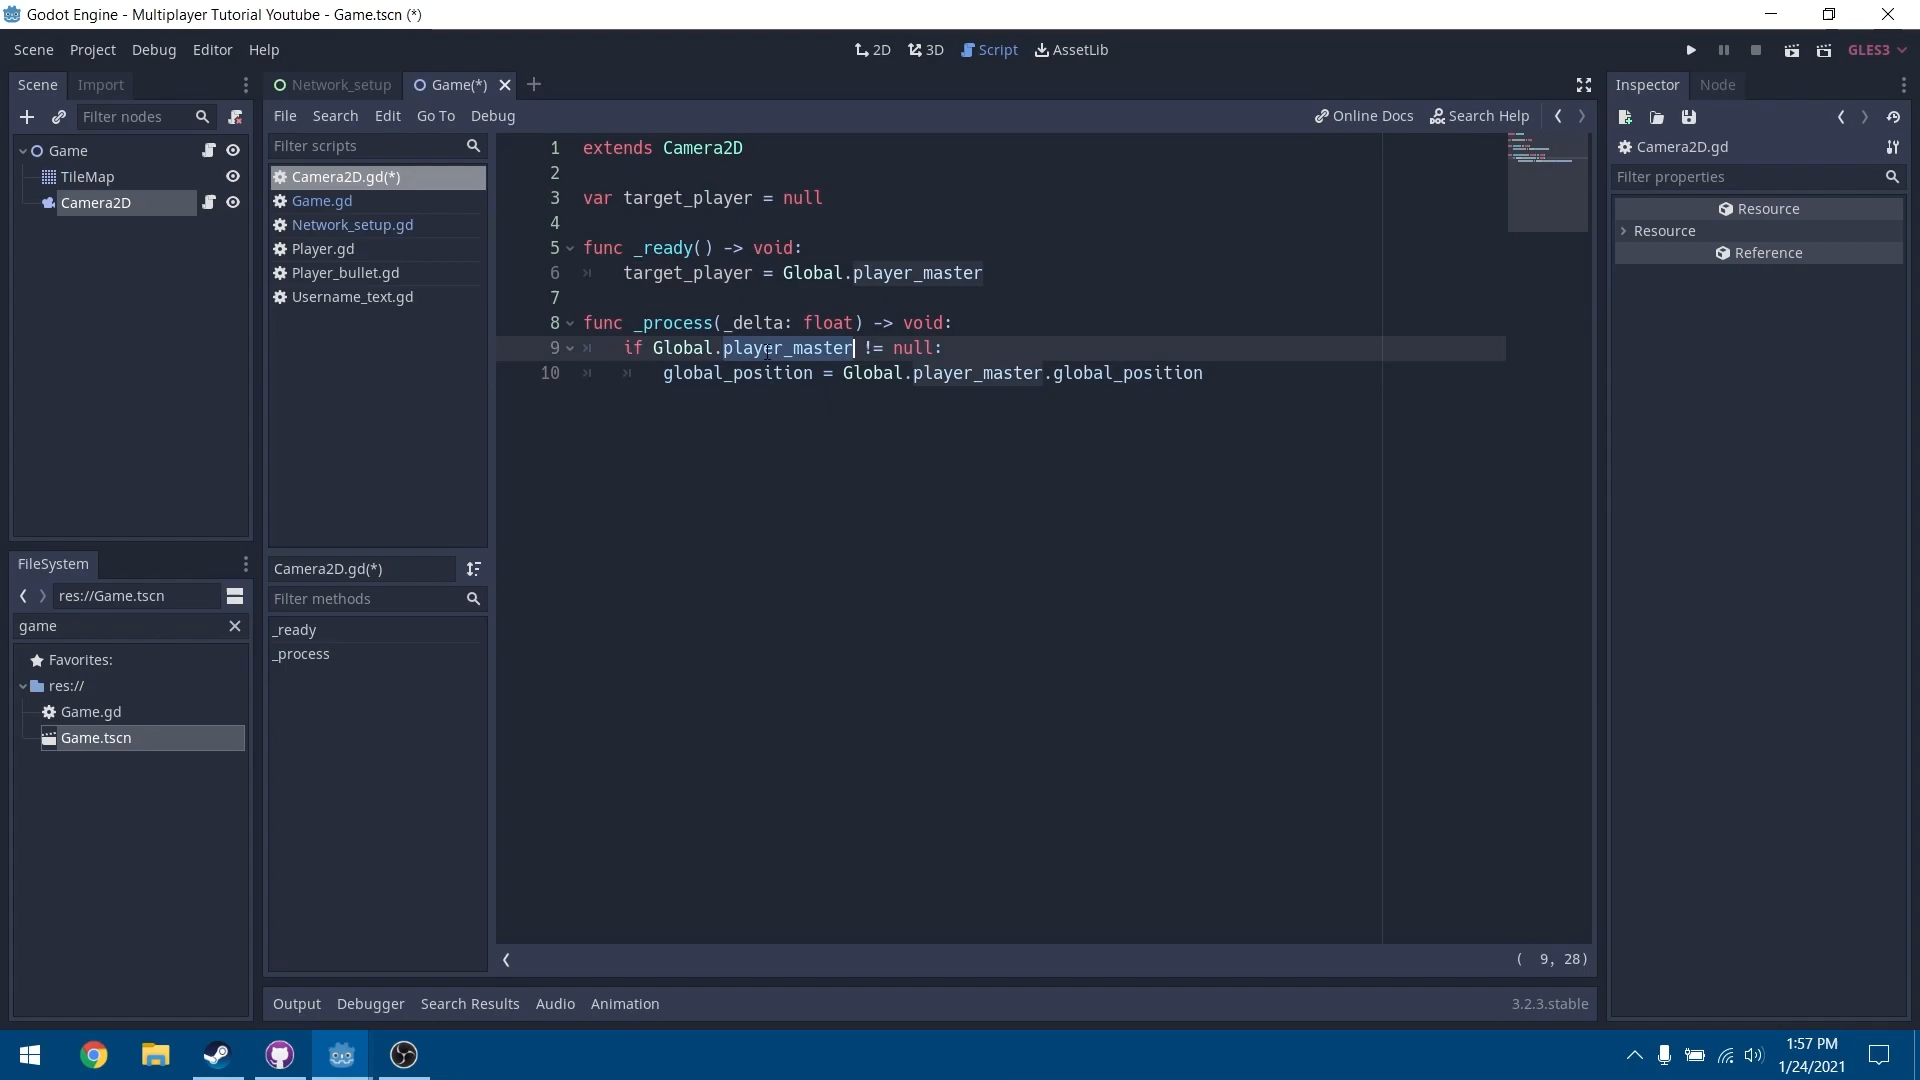 Godot Engine - Multiplayer Tutorial Youtube - Game.tscn (*)
Scene Project Debug Editor Help
2D 3D Script AssetLib
GLES3
Scene Import
Filter nodes
Game
TileMap
Camera2D
FileSystem
res://Game.tscn
game
Favorites:
res://
Game.gd
Game.tscn
Network_setup Game(*)
File Search Edit Go To Debug
Online Docs Search Help
Filter scripts
Camera2D.gd(*)
Game.gd
Network_setup.gd
Player.gd
Player_bullet.gd
Username_text.gd
Camera2D.gd(*)
Filter methods
_ready
_process
1 extends Camera2D
2
3 var target_player = null
4
5 func _ready() -> void:
6 target_player = Global.player_master
7
8 func _process(_delta: float) -> void:
9 if Global.player_master != null:
10 global_position = Global.player_master.global_position
( 9, 28)
Output Debugger Search Results Audio Animation
3.2.3.stable
Inspector Node
Camera2D.gd
Filter properties
Resource
Resource
Reference
1:57 PM
1/24/2021